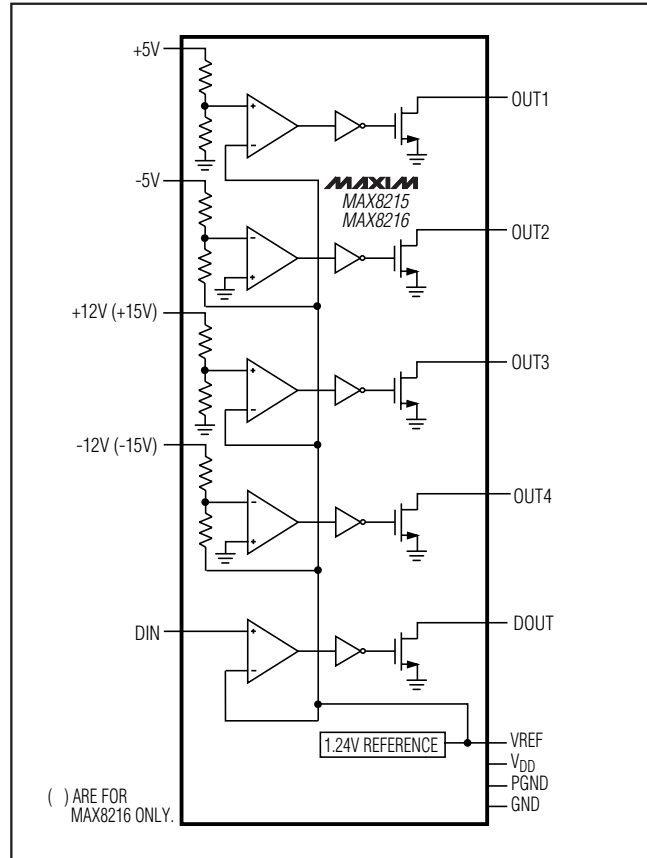 +5V
+
-
OUT1
MAXIM
MAX8215
MAX8216
-5V
-
+
OUT2
+12V (+15V)
+
-
OUT3
-12V (-15V)
-
+
OUT4
DIN
+
-
DOUT
1.24V REFERENCE
VREF
VDD
PGND
GND
( ) ARE FOR
MAX8216 ONLY.